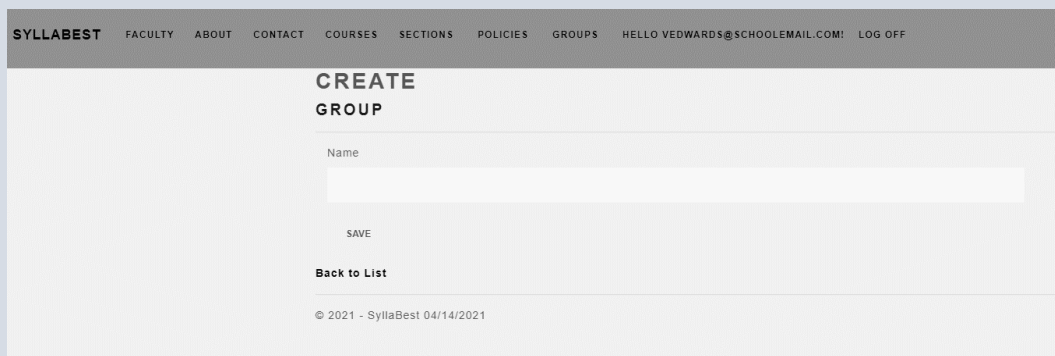 SYLLABEST FACULTY ABOUT CONTACT COURSES SECTIONS POLICIES GROUPS HELLO VEDWARDS@SCHOOLEMAIL.COM! LOG OFF
CREATE
GROUP
Name
SAVE
Back to List
© 2021 - SyllaBest 04/14/2021